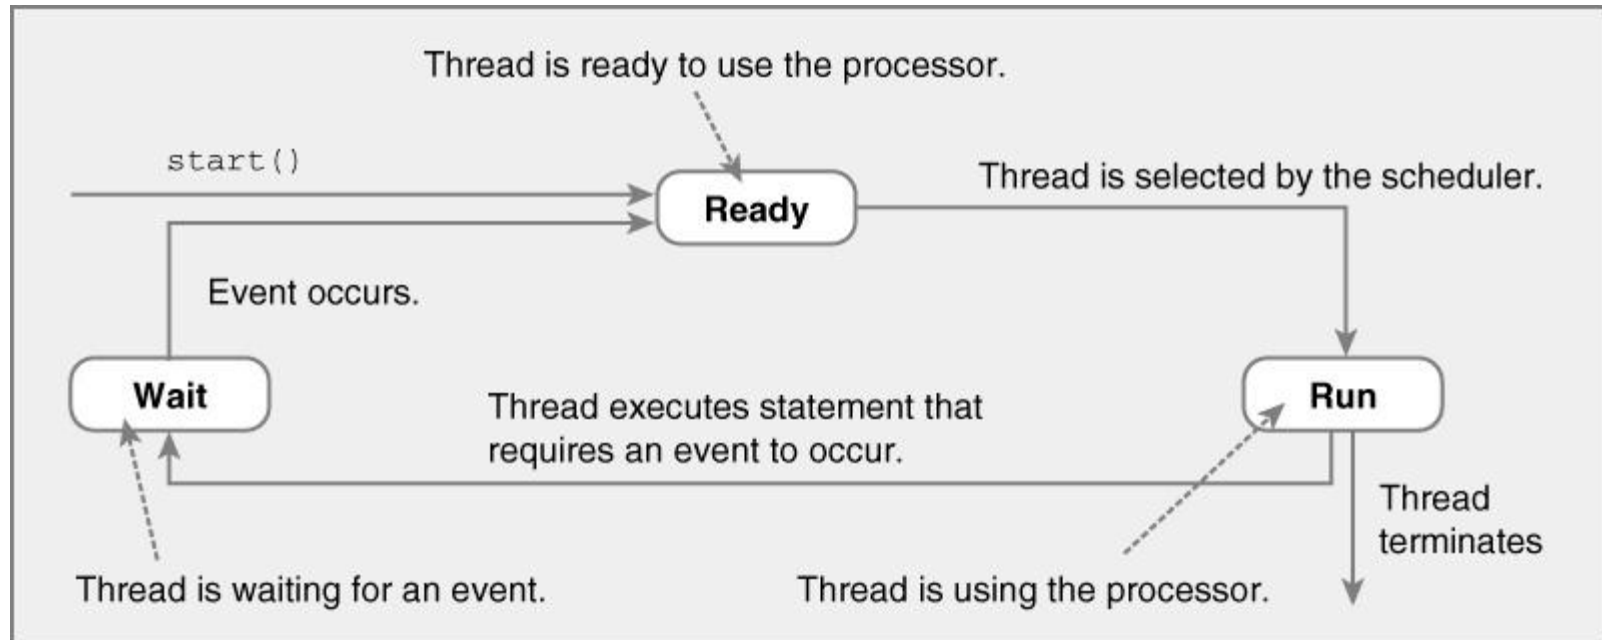 Thread is ready to use the processor.
start()
Thread is selected by the scheduler.
Ready
Event occurs.
Wait
Thread executes statement that
requires an event to occur.
Run
Thread
terminates
Thread is waiting for an event.
Thread is using the processor.